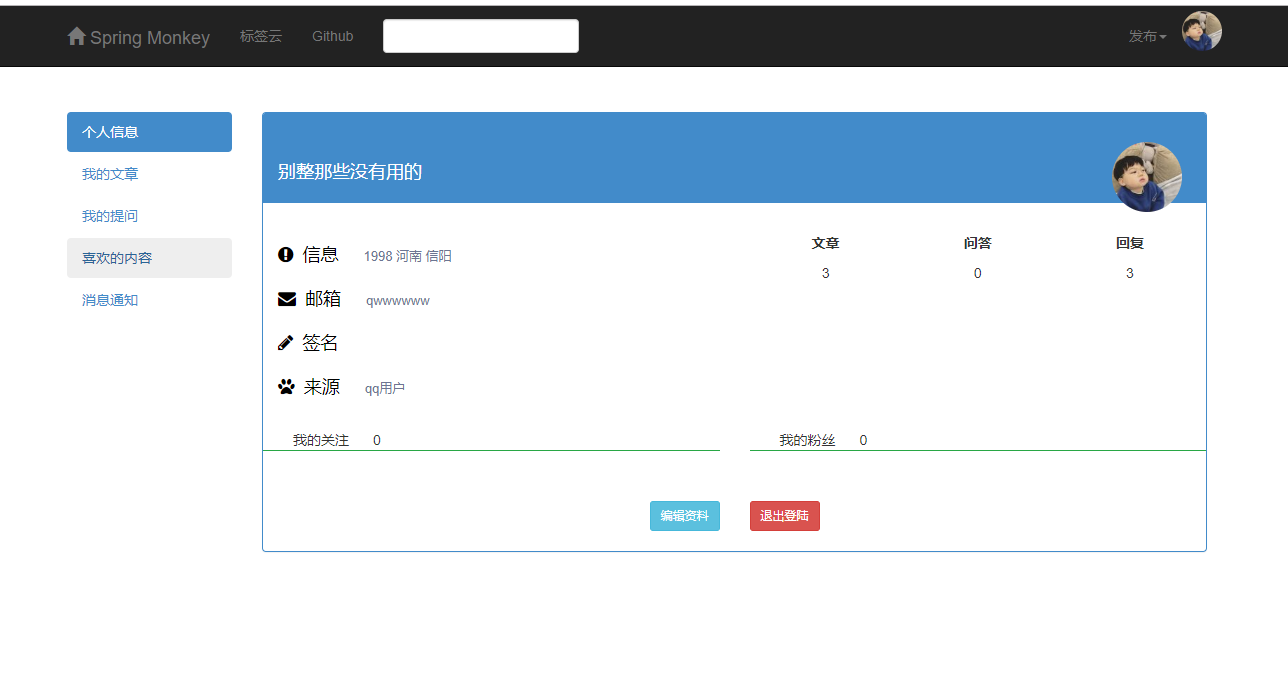 Spring Monkey 标签云 Github 发布
个人信息
我的文章
我的提问
喜欢的内容
消息通知
别整那些没有用的
文章 问答 回复
3 0 3
信息 1998 河南 信阳
邮箱 qwwwwww
签名
来源 qq用户
我的关注 0 我的粉丝 0
编辑资料 退出登陆